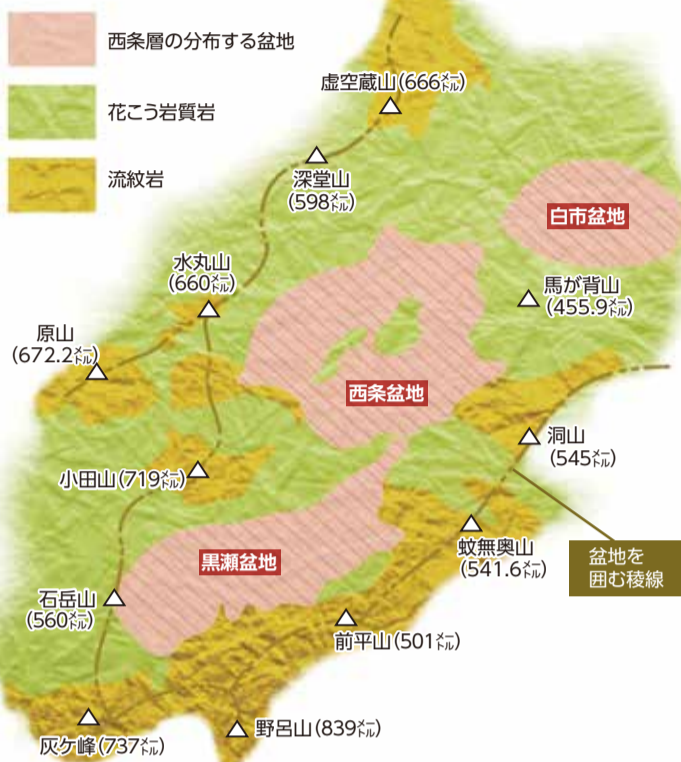 西条層の分布する盆地
花こう岩質岩
流紋岩
虚空蔵山(666メートル)
深堂山
(598メートル)
白市盆地
水丸山
(660メートル)
馬が背山
(455.9メートル)
原山
(672.2メートル)
西条盆地
洞山
(545メートル)
小田山(719メートル)
蚊無奥山
(541.6メートル)
盆地を
囲む稜線
黒瀬盆地
石岳山
(560メートル)
前平山(501メートル)
野呂山(839メートル)
灰ケ峰(737メートル)